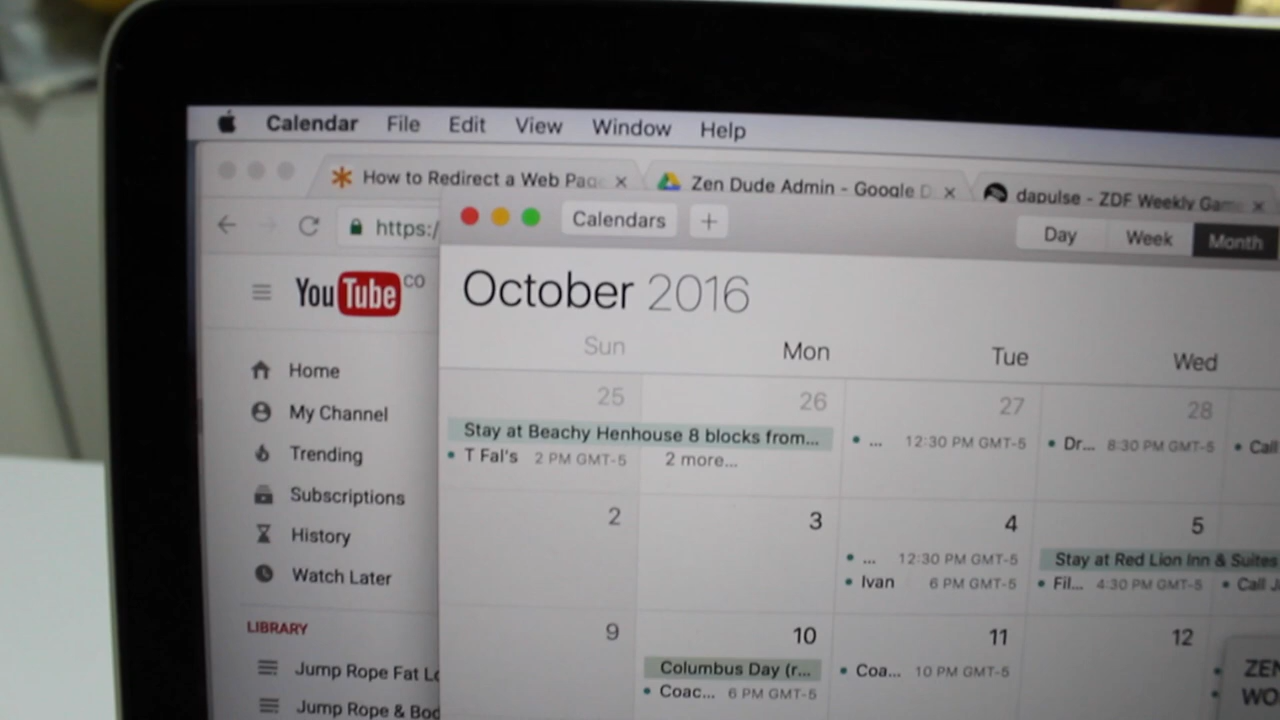 Calendar File Edit View Window Help
How to Redirect a Web Pag
Zen Dude Admin - Google D
dapulse - ZDF Weekly Gam
https:/
Calendars +
Day Week Month
YouTube CO
October 2016
Sun Mon Tue Wed
Home
My Channel
Trending
Subscriptions
History
Watch Later
LIBRARY
Jump Rope Fat Lo
Jump Rope & Bod
25 26 27 28
Stay at Beachy Henhouse 8 blocks from...
... 12:30 PM GMT-5
Dr... 8:30 PM GMT-5
Call
T Fal's 2 PM GMT-5
2 more...
2 3 4 5
... 12:30 PM GMT-5
Stay at Red Lion Inn & Suites
Ivan 6 PM GMT-5
Fil... 4:30 PM GMT-5
Call J
9 10 11 12
Columbus Day (r...
Coa... 10 PM GMT-5
Coac... 6 PM GMT-5
ZEN
WO